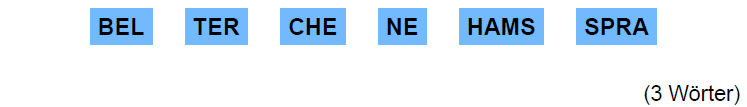 BEL TER CHE NE HAMS SPRA
(3 Wörter)